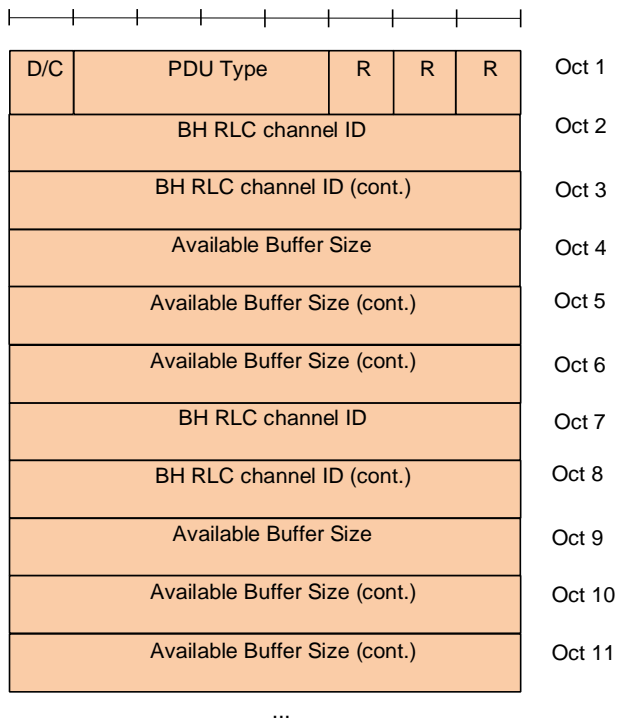 D/C PDU Type R R R Oct 1
BH RLC channel ID Oct 2
BH RLC channel ID (cont.) Oct 3
Available Buffer Size Oct 4
Available Buffer Size (cont.) Oct 5
Available Buffer Size (cont.) Oct 6
BH RLC channel ID Oct 7
BH RLC channel ID (cont.) Oct 8
Available Buffer Size Oct 9
Available Buffer Size (cont.) Oct 10
Available Buffer Size (cont.) Oct 11
...